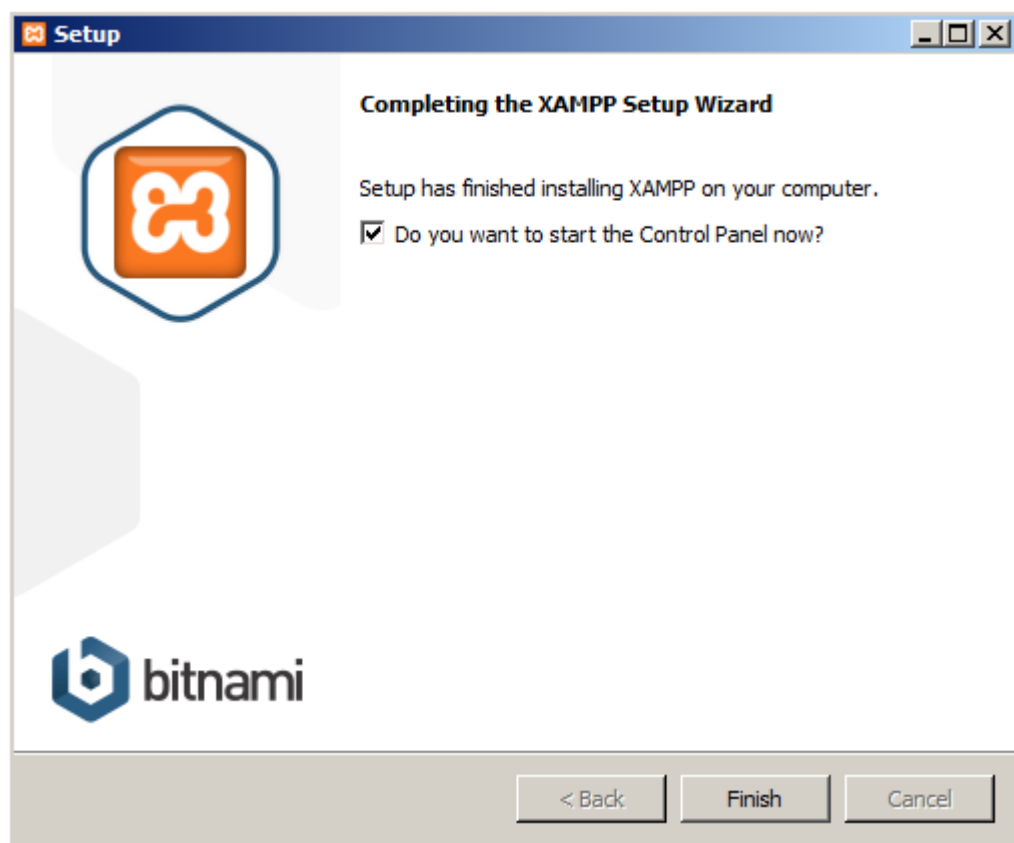 Setup
Completing the XAMPP Setup Wizard
Setup has finished installing XAMPP on your computer.
Do you want to start the Control Panel now?
bitnami
< Back
Finish
Cancel